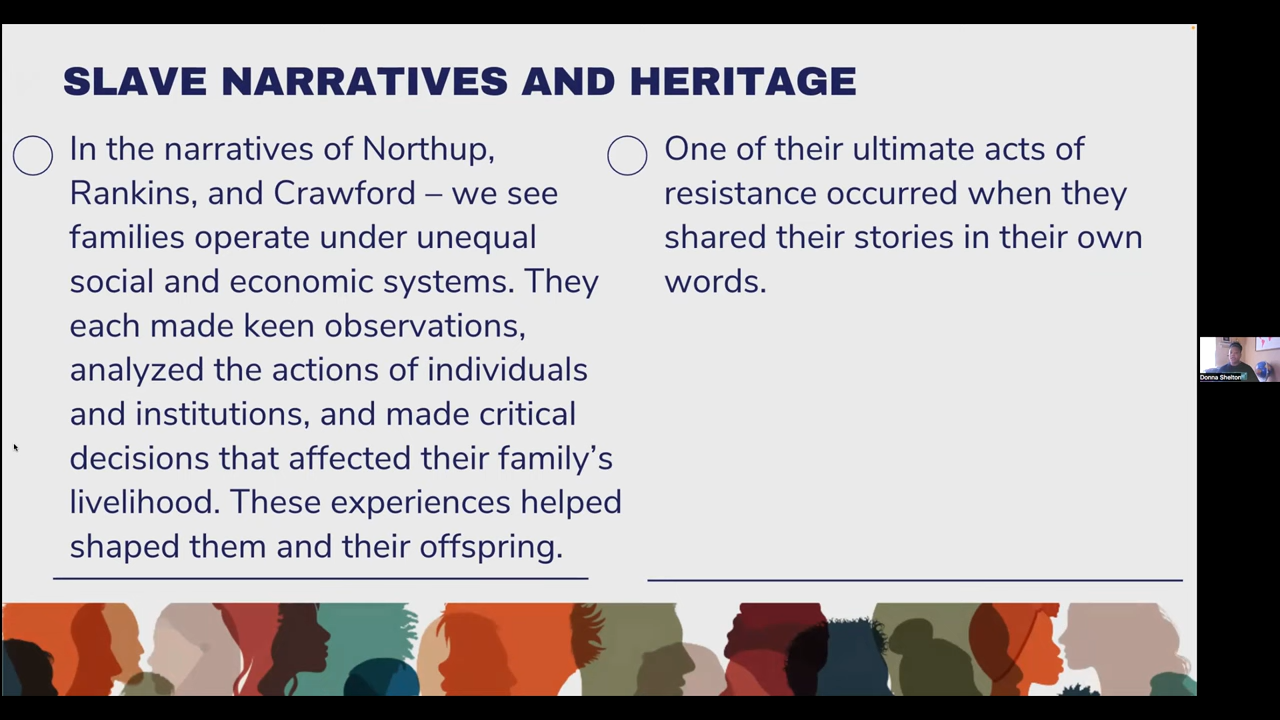 SLAVE NARRATIVES AND HERITAGE
In the narratives of Northup,
Rankins, and Crawford – we see
families operate under unequal
social and economic systems. They
each made keen observations,
analyzed the actions of individuals
and institutions, and made critical
decisions that affected their family’s
livelihood. These experiences helped
shaped them and their offspring.
One of their ultimate acts of
resistance occurred when they
shared their stories in their own
words.
Donna Shelton